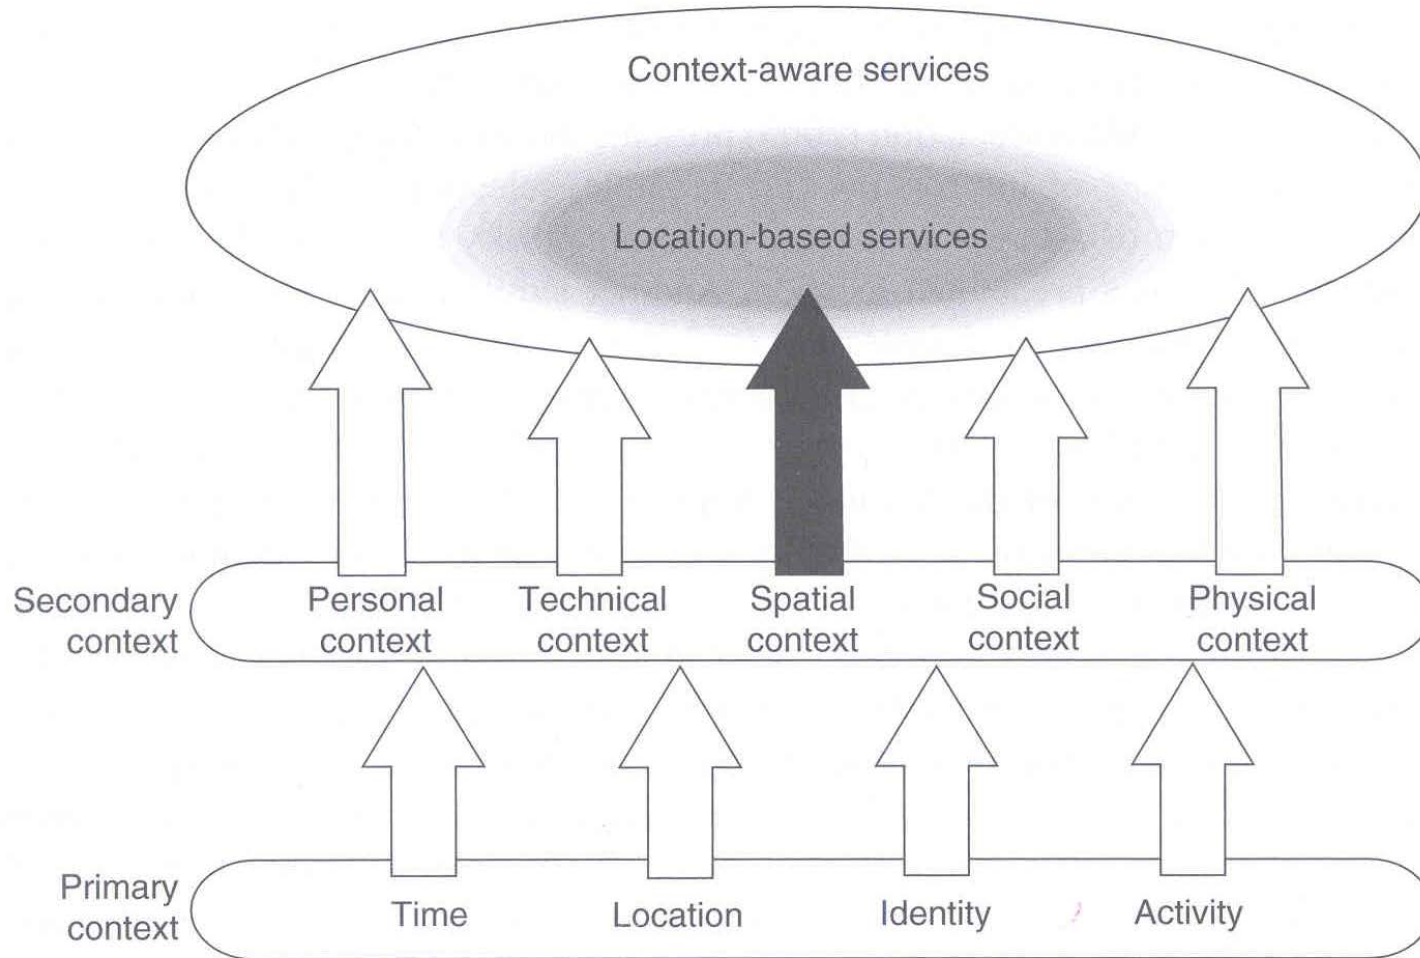 Context-aware services
Location-based services
Secondary
context
Personal
context
Technical
context
Spatial
context
Social
context
Physical
context
Primary
context
Time
Location
Identity
Activity